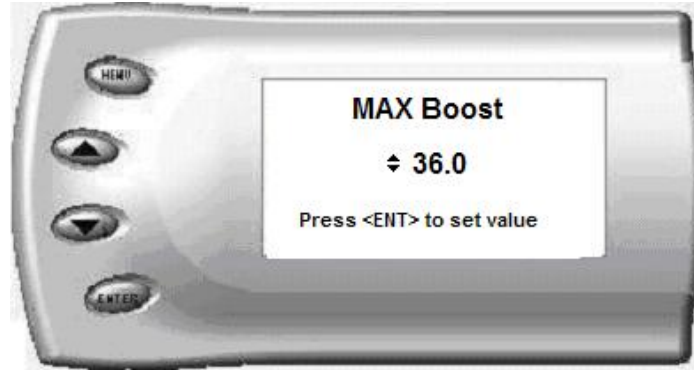 MENU
MAX Boost
36.0
Press <ENT> to set value
ENTER